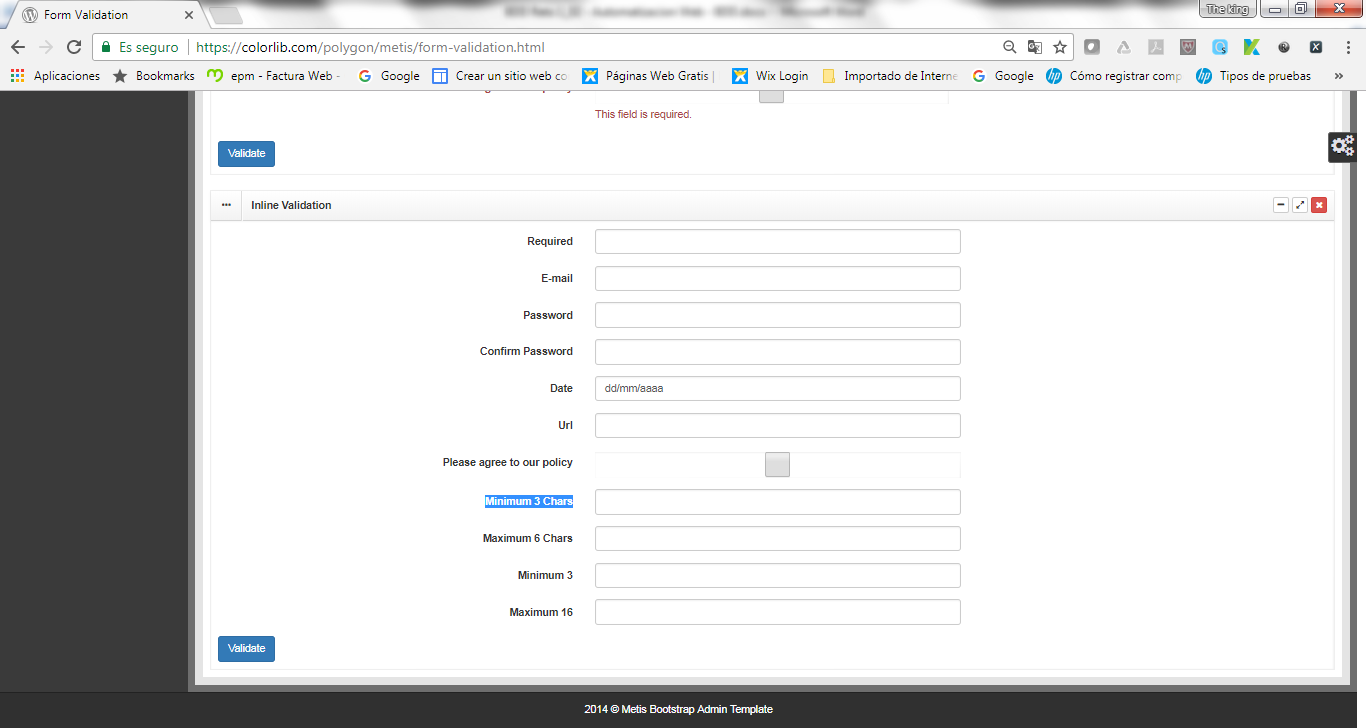 Form Validation
The king
Es seguro
https://colorlib.com/polygon/metis/form-validation.html
Aplicaciones Bookmarks epm - Factura Web - Google Crear un sitio web co Páginas Web Gratis | Wix Login Importado de Interne Google Cómo registrar comp Tipos de pruebas »
This field is required.
Validate
Inline Validation
Required
E-mail
Password
Confirm Password
Date dd/mm/aaaa
Url
Please agree to our policy
Minimum 3 Chars
Maximum 6 Chars
Minimum 3
Maximum 16
Validate
2014 © Metis Bootstrap Admin Template